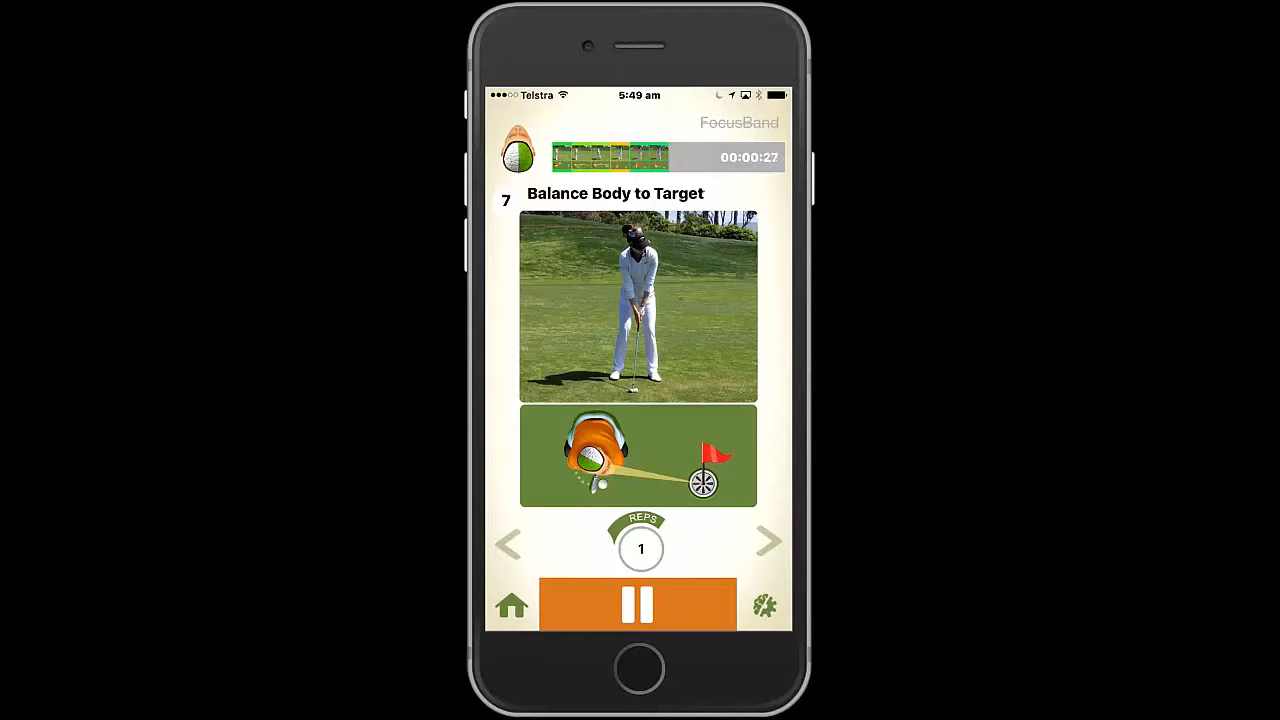 Telstra 5:49 am
FocusBand
00:00:27
7 Balance Body to Target
REPS
1